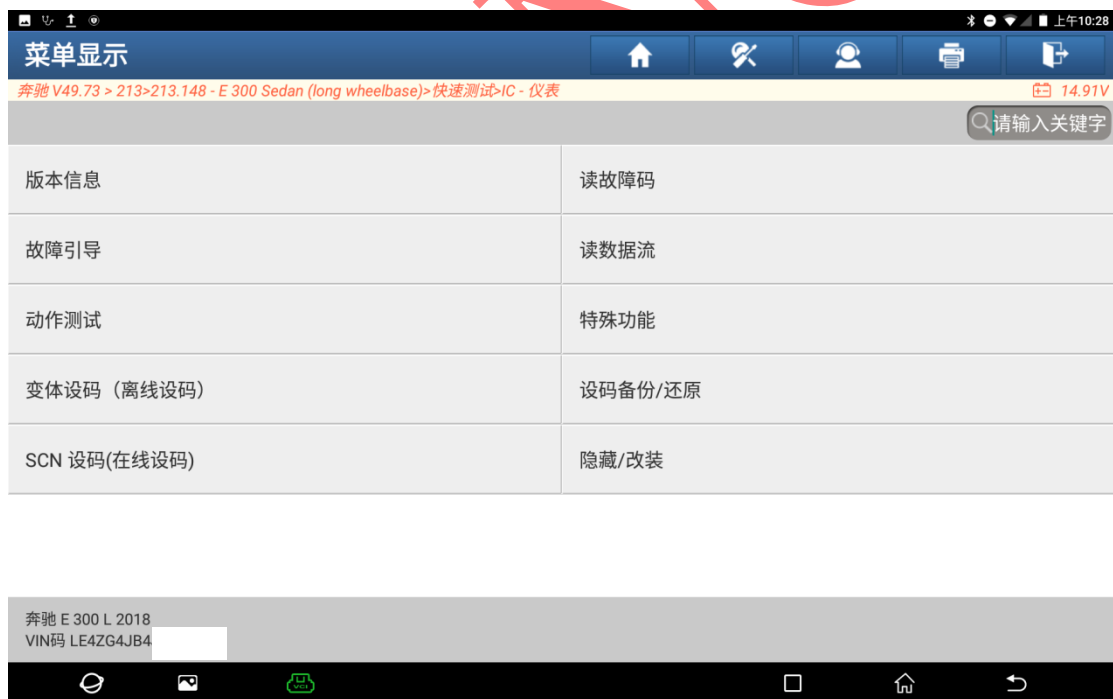 上午10:28
菜单显示
奔驰 V49.73 > 213>213.148 - E 300 Sedan (long wheelbase)>快速测试>IC - 仪表
14.91V
请输入关键字
版本信息
读故障码
故障引导
读数据流
动作测试
特殊功能
变体设码（离线设码）
设码备份/还原
SCN 设码(在线设码)
隐藏/改装
奔驰 E 300 L 2018
VIN码 LE4ZG4JB4
VCI